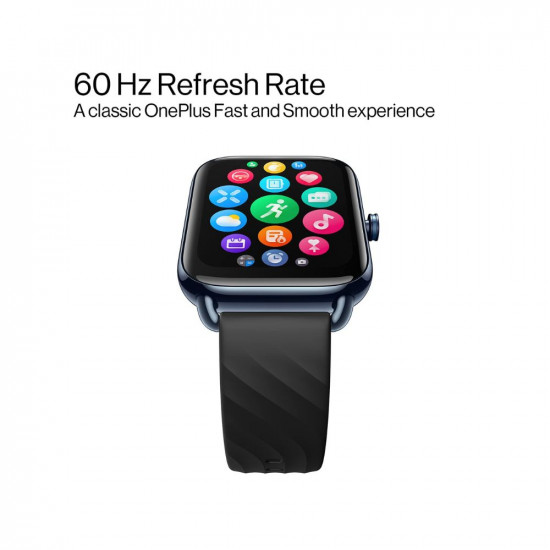 60 Hz Refresh Rate
A classic OnePlus Fast and Smooth experience